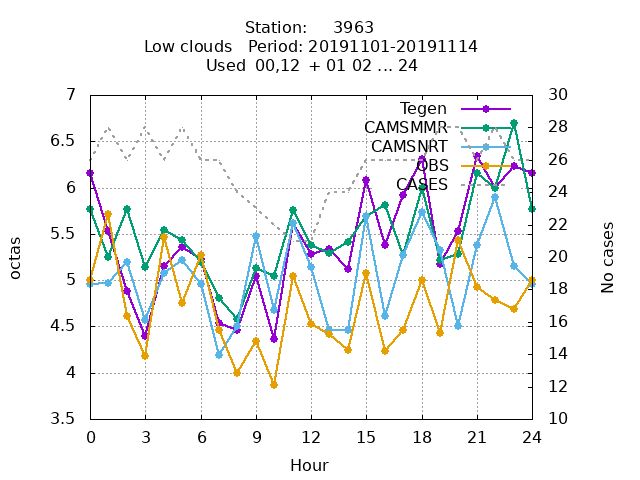 Station: 3963
Low clouds Period: 20191101-20191114
Used 00,12 + 01 02 ... 24
7 30
Tegen
6.5 CAMSMMR 28
CAMSNRT
OBS 26
6 CASES 24
5.5 22
octas No cases
5 20
18
4.5 16
14
4 12
3.5 10
0 3 6 9 12 15 18 21 24
Hour